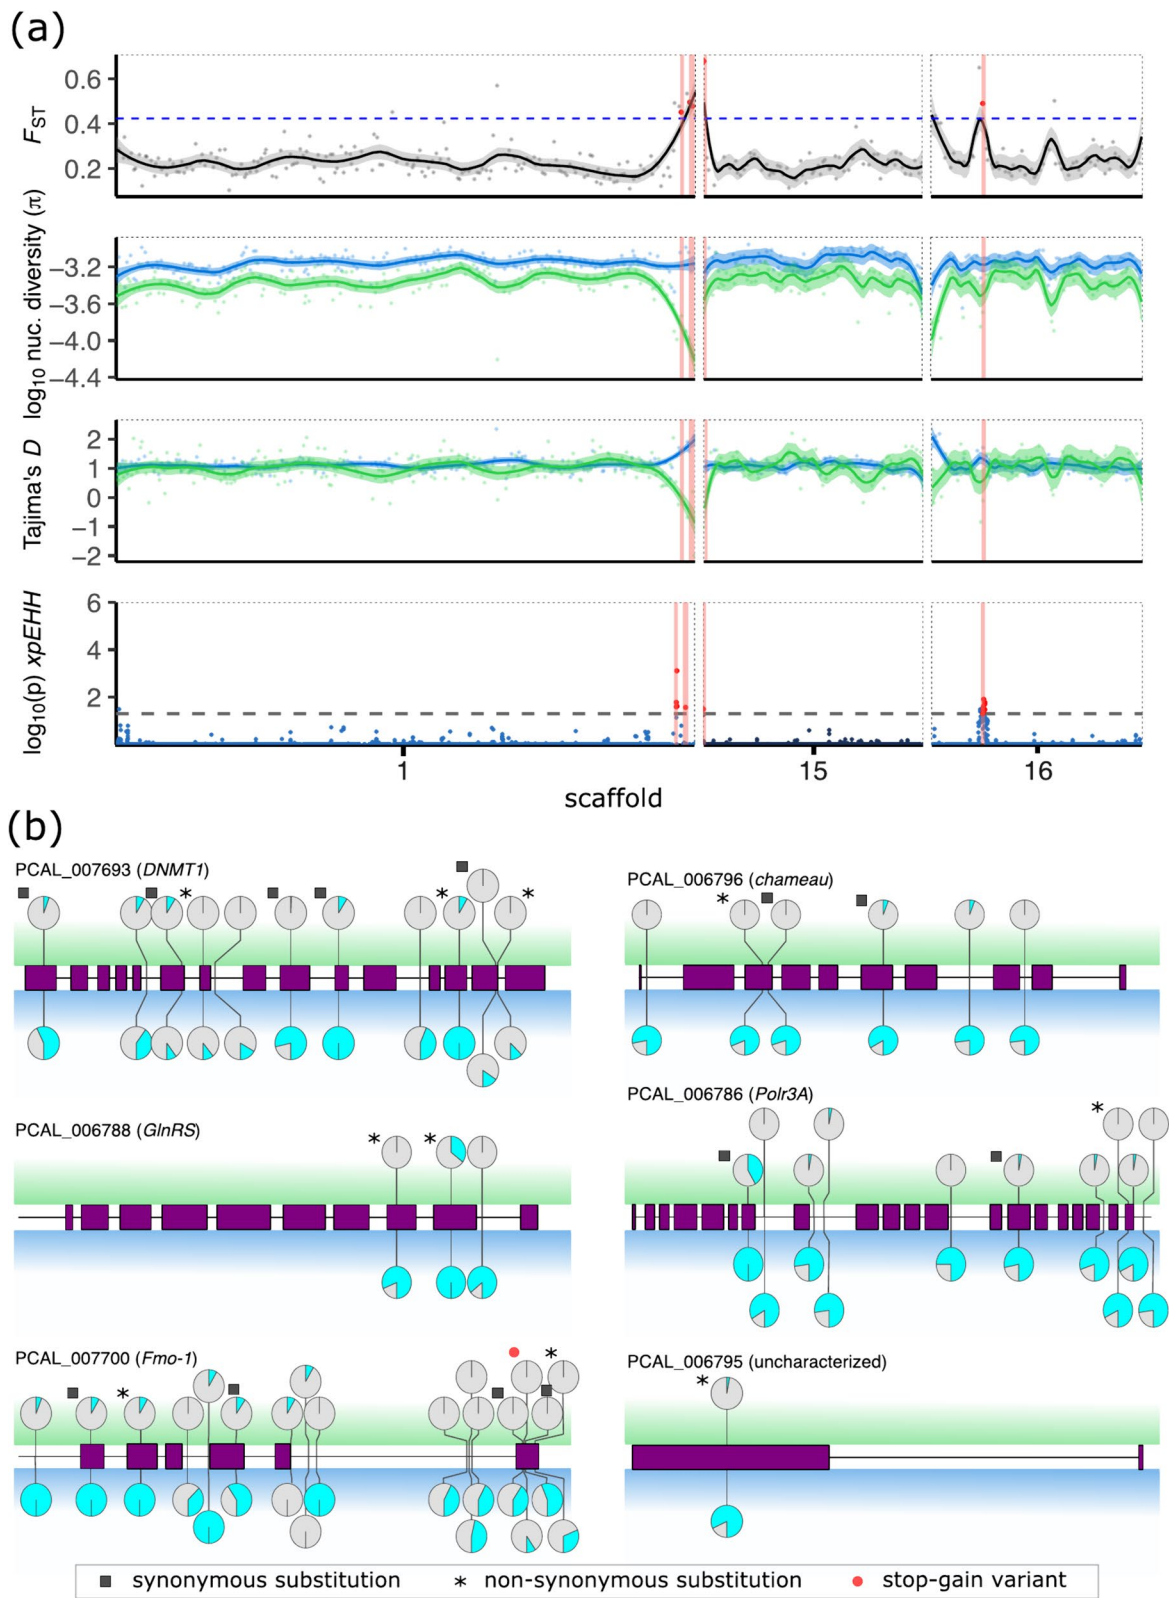 (a)
0.6
0.4
0.2
FST
−3.2
−3.6
−4.0
−4.4
log10 nuc. diversity (π)
2
1
0
−1
−2
Tajima's D
6
4
2
log10(p) xpEHH
1 15 16
scaffold
(b)
PCAL_007693 (DNMT1)
* * *
PCAL_006796 (chameau)
*
PCAL_006788 (GlnRS)
* *
PCAL_006786 (Polr3A)
*
PCAL_007700 (Fmo-1)
* *
PCAL_006795 (uncharacterized)
*
synonymous substitution * non-synonymous substitution stop-gain variant